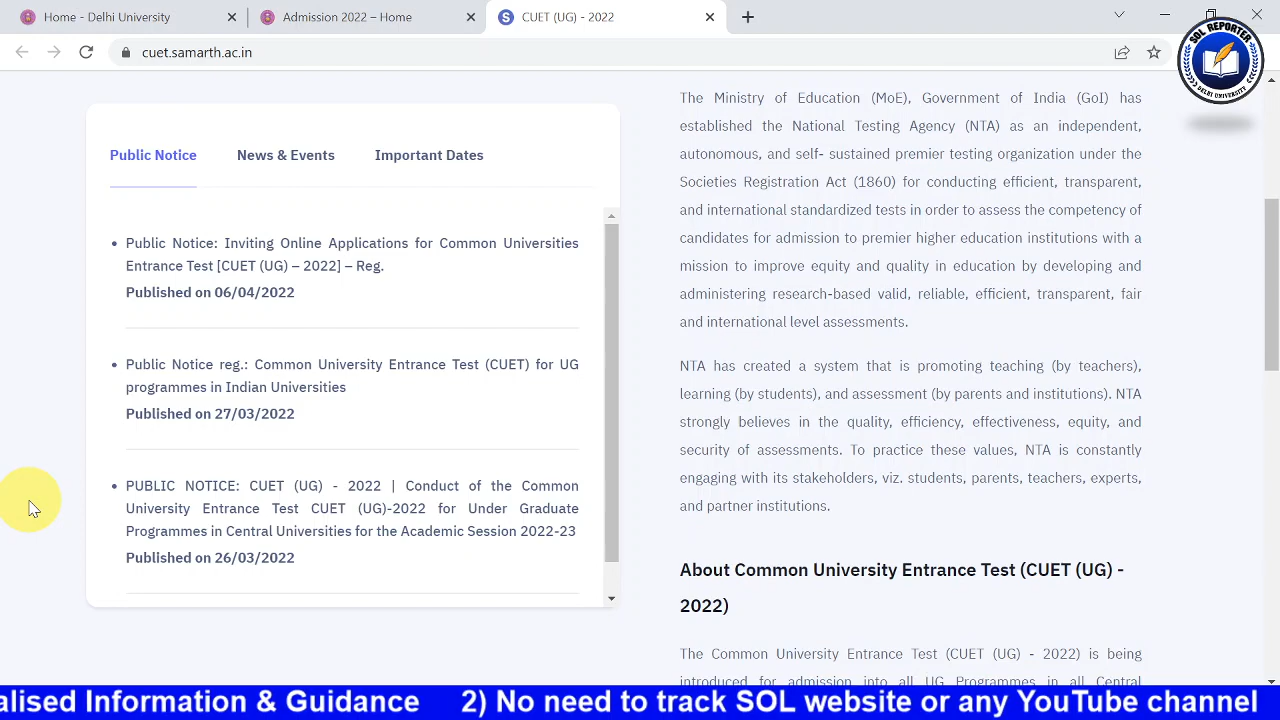 Home - Delhi University
Admission 2022 – Home
CUET (UG) - 2022
cuet.samarth.ac.in
SOL REPORTER
DELHI UNIVERSITY
Public Notice News & Events Important Dates
Public Notice: Inviting Online Applications for Common Universities
Entrance Test [CUET (UG) – 2022] – Reg.
Published on 06/04/2022
Public Notice reg.: Common University Entrance Test (CUET) for UG
programmes in Indian Universities
Published on 27/03/2022
PUBLIC NOTICE: CUET (UG) - 2022 | Conduct of the Common
University Entrance Test CUET (UG)-2022 for Under Graduate
Programmes in Central Universities for the Academic Session 2022-23
Published on 26/03/2022
The Ministry of Education (MoE), Government of India (GoI) has
established the National Testing Agency (NTA) as an independent,
autonomous, and self- sustained premier testing organization under the
Societies Registration Act (1860) for conducting efficient, transparent,
and international standardized tests in order to assess the competency of
candidates for admission to premier higher education institutions with a
mission to improve equity and quality in education by developing and
administering research-based valid, reliable, efficient, transparent, fair
and international level assessments.
NTA has created a system that is promoting teaching (by teachers),
learning (by students), and assessment (by parents and institutions). NTA
strongly believes in the quality, efficiency, effectiveness, equity, and
security of assessments. To practice these values, NTA is constantly
engaging with its stakeholders, viz. students, parents, teachers, experts,
and partner institutions.
About Common University Entrance Test (CUET (UG) -
2022)
The Common University Entrance Test (CUET (UG) - 2022) is being
introduced for admission into all UG Programmes in all Central
alised Information & Guidance 2) No need to track SOL website or any YouTube channel